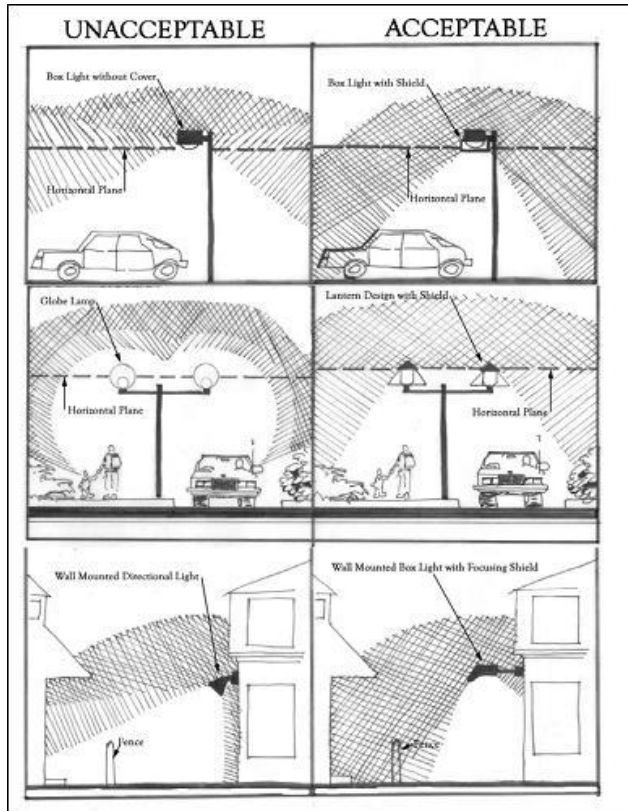 UNACCEPTABLE
ACCEPTABLE
Box Light without Cover
Horizontal Plane
Box Light with Shield
Horizontal Plane
Globe Lamp
Horizontal Plane
Lantern Design with Shield
Horizontal Plane
Wall Mounted Directional Light
Fence
Wall Mounted Box Light with Focusing Shield
Fence